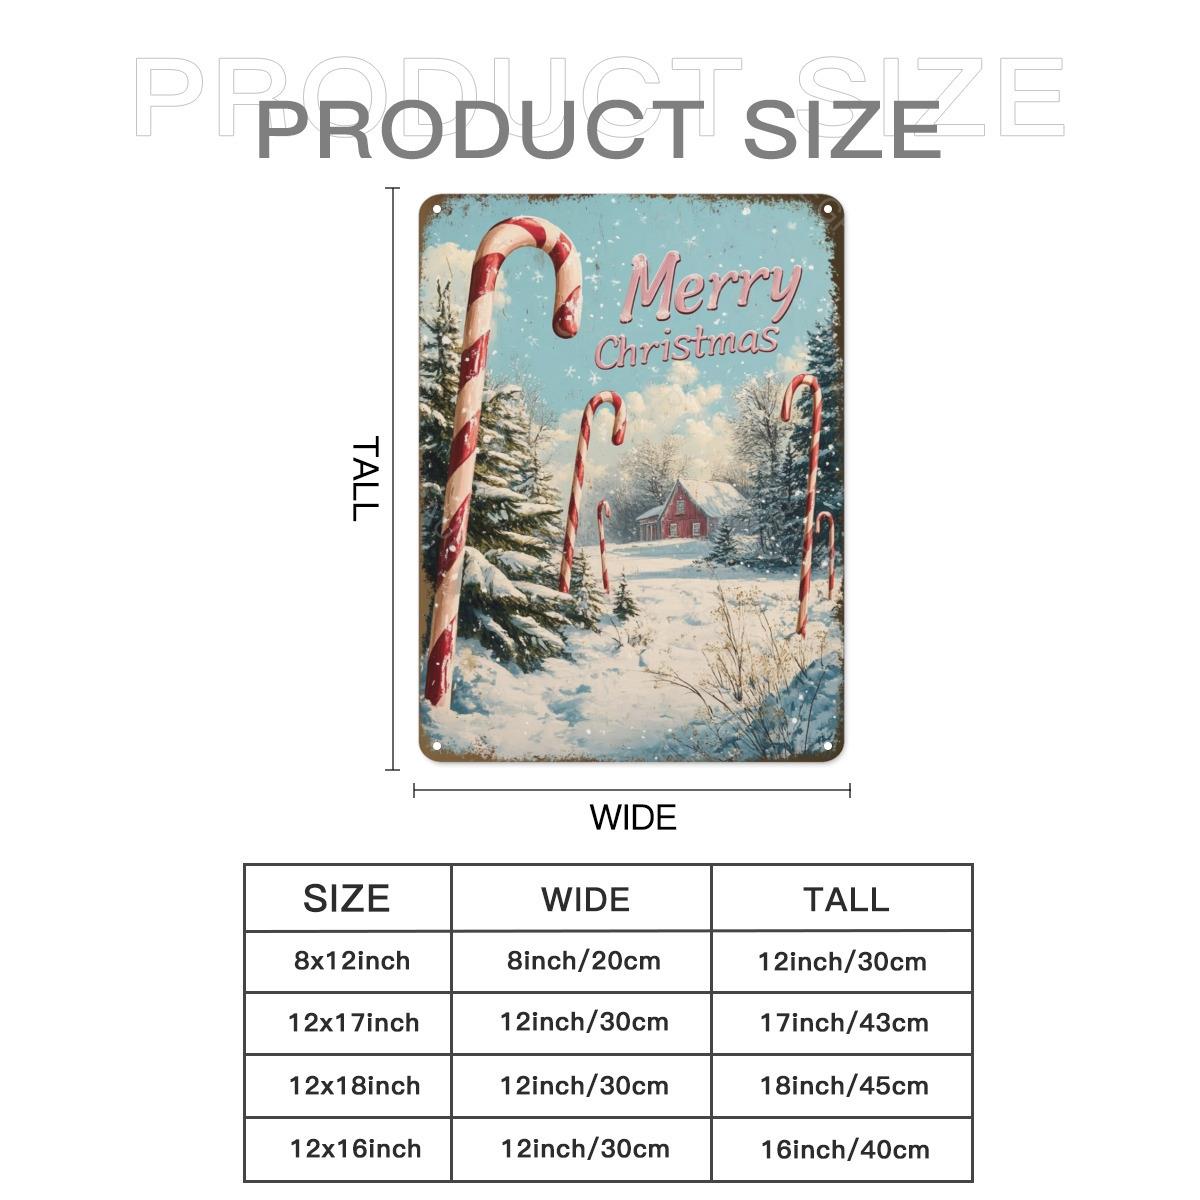 PRODUCT SIZE
PRODUCT SIZE
Merry
Christmas
TALL
WIDE
SIZE WIDE TALL
8x12inch 8inch/20cm 12inch/30cm
12x17inch 12inch/30cm 17inch/43cm
12x18inch 12inch/30cm 18inch/45cm
12x16inch 12inch/30cm 16inch/40cm